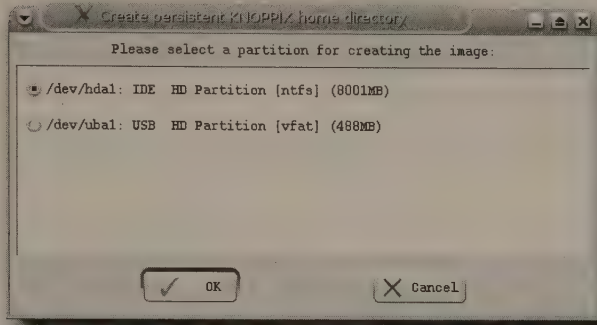 Create persistent KNOPPIX home directory
Please select a partition for creating the image:
/dev/hda1: IDE HD Partition [ntfs] (8001MB)
/dev/uba1: USB HD Partition [vfat] (488MB)
OK
Cancel